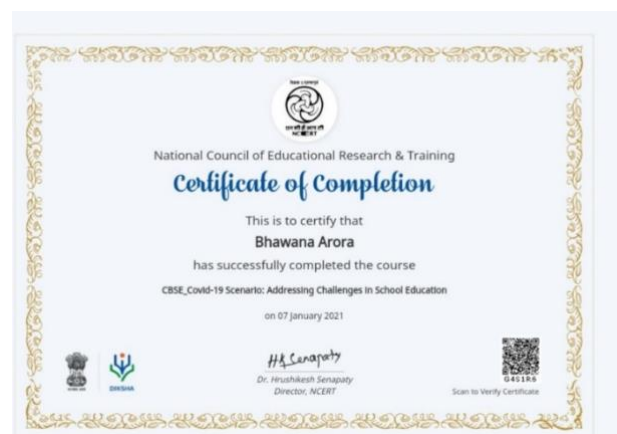 NCERT
National Council of Educational Research & Training
Certificate of Completion
This is to certify that
Bhawana Arora
has successfully completed the course
CBSE_Covid-19 Scenario: Addressing Challenges in School Education
on 07 January 2021
DIKSHA
Dr. Hrushikesh Senapaty
Director, NCERT
G4S1R6
Scan to Verify Certificate